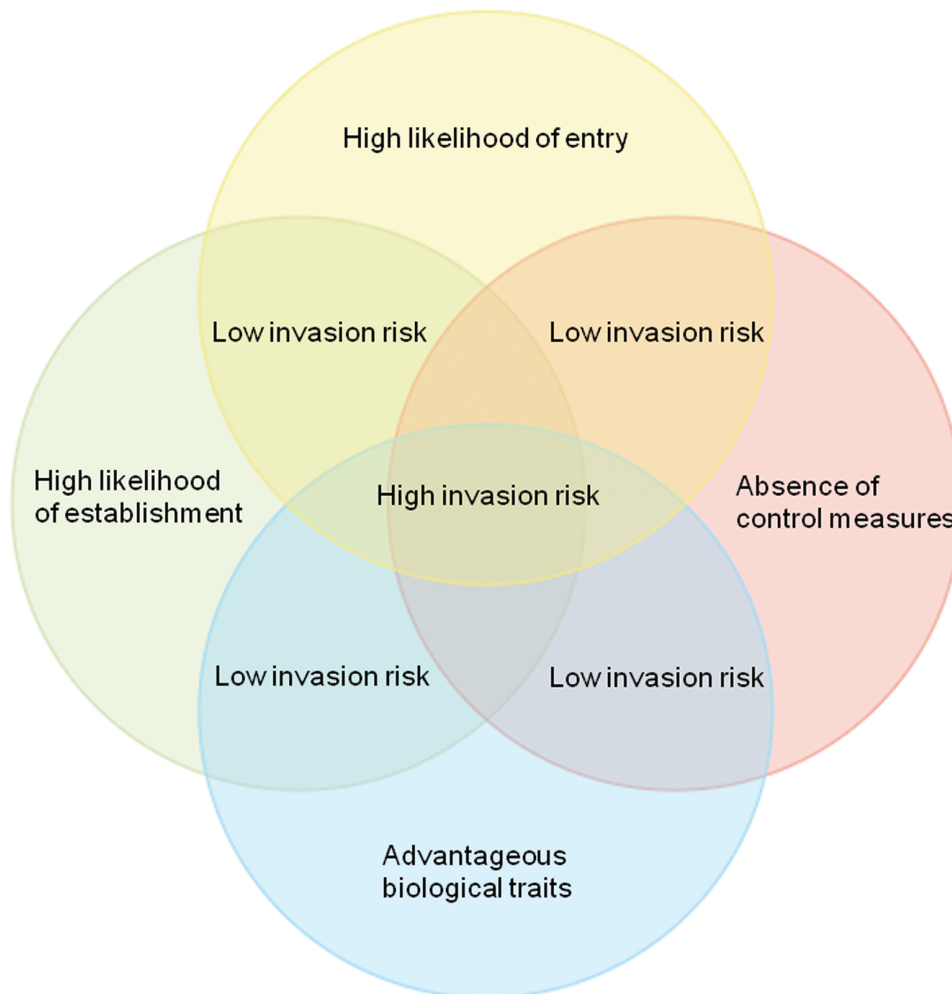 High likelihood of entry
Low invasion risk
Low invasion risk
High likelihood
of establishment
High invasion risk
Absence of
control measures
Low invasion risk
Low invasion risk
Advantageous
biological traits